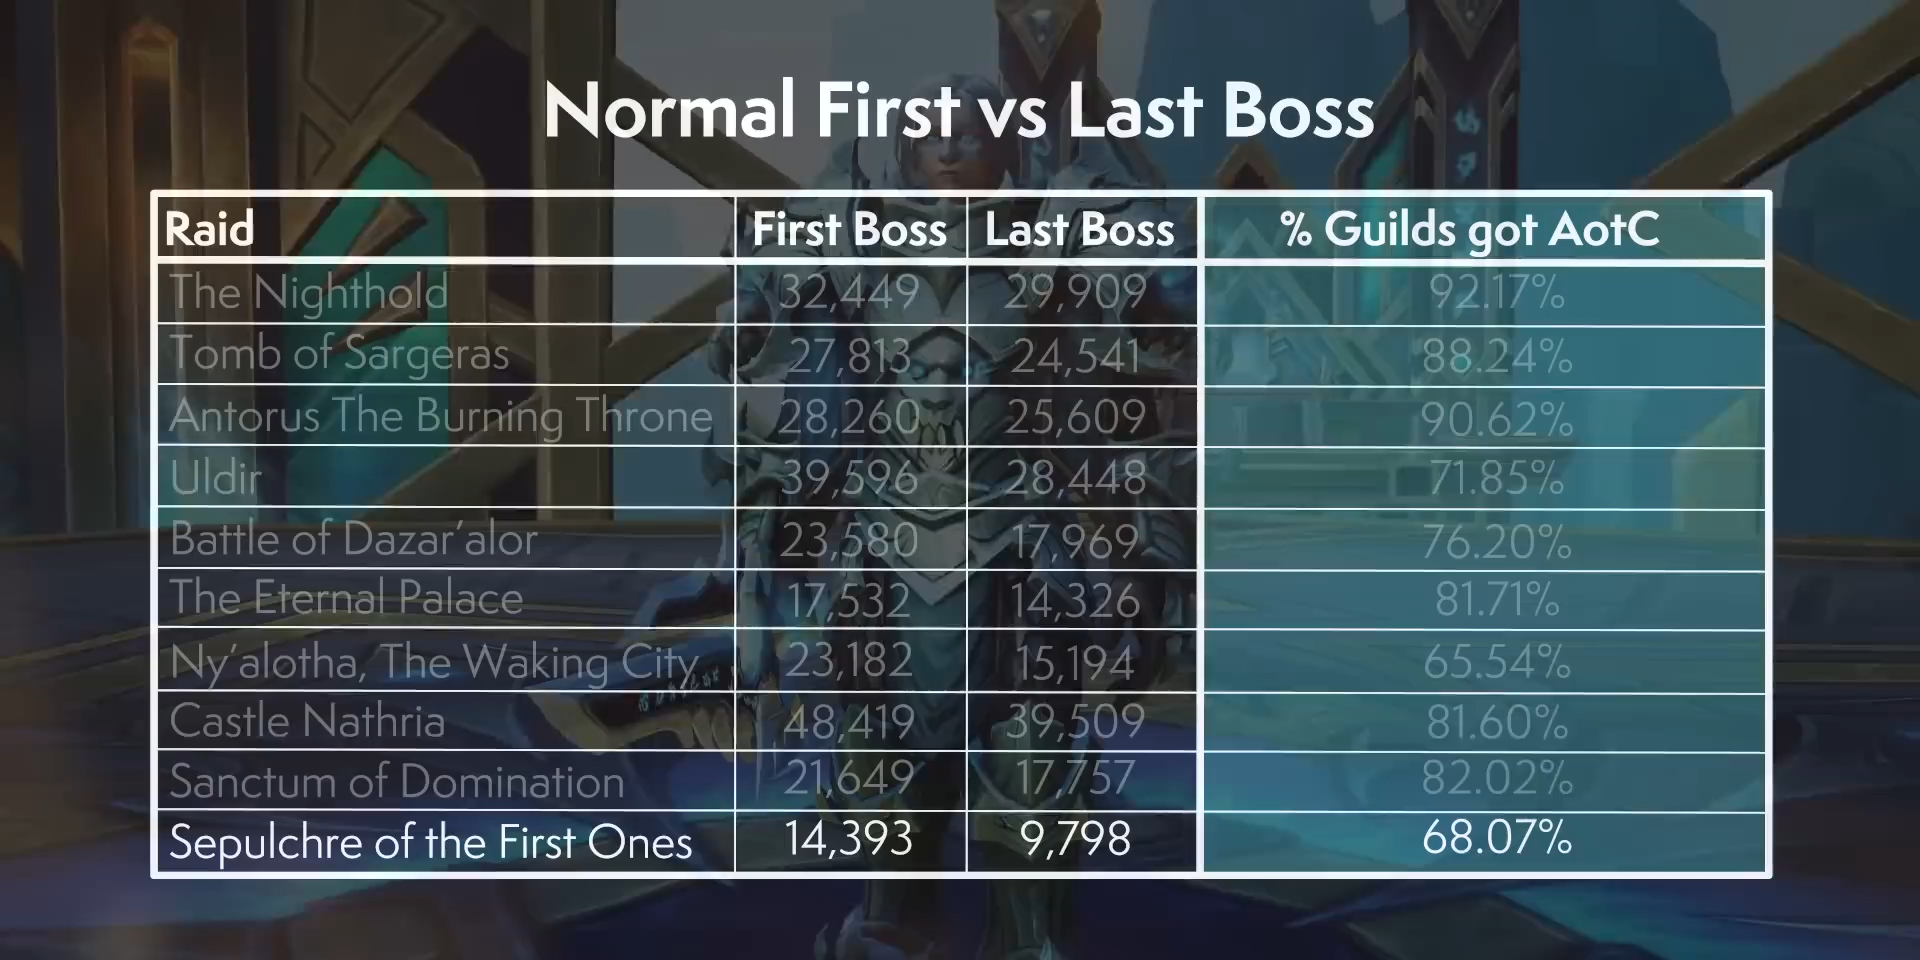 Normal First vs Last Boss
Raid First Boss Last Boss % Guilds got AotC
The Nighthold 32,449 29,909 92.17%
Tomb of Sargeras 27,813 24,541 88.24%
Antorus The Burning Throne 28,260 25,609 90.62%
Uldir 39,596 28,448 71.85%
Battle of Dazar'alor 23,580 17,969 76.20%
The Eternal Palace 17,532 14,326 81.71%
Ny'alotha, The Waking City 23,182 15,194 65.54%
Castle Nathria 48,419 39,509 81.60%
Sanctum of Domination 21,649 17,757 82.02%
Sepulchre of the First Ones 14,393 9,798 68.07%